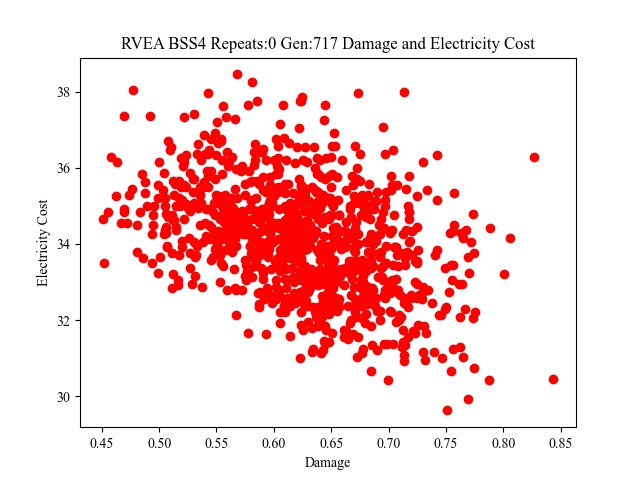 RVEA BSS4 Repeats:0 Gen:717 Damage and Electricity Cost
38
36
34
32
30
Electricity Cost
0.45 0.50 0.55 0.60 0.65 0.70 0.75 0.80 0.85
Damage